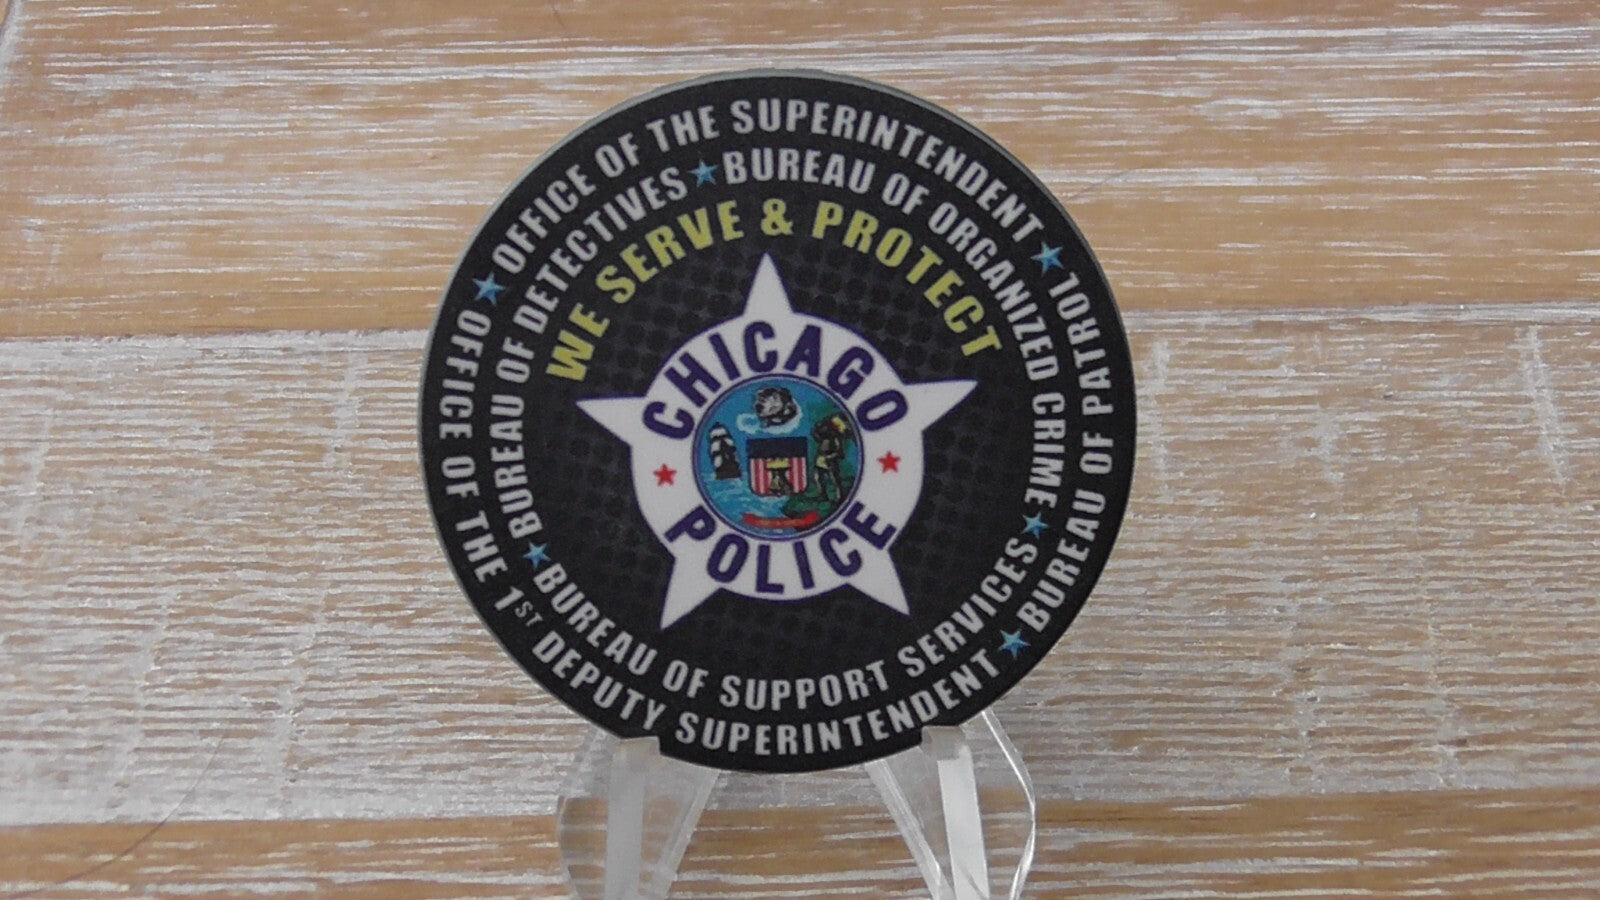 OFFICE OF THE SUPERINTENDENT
BUREAU OF PATROL
OFFICE OF THE 1ST DEPUTY SUPERINTENDENT
BUREAU OF DETECTIVES
BUREAU OF ORGANIZED CRIME
BUREAU OF SUPPORT SERVICES
WE SERVE & PROTECT
CHICAGO
POLICE